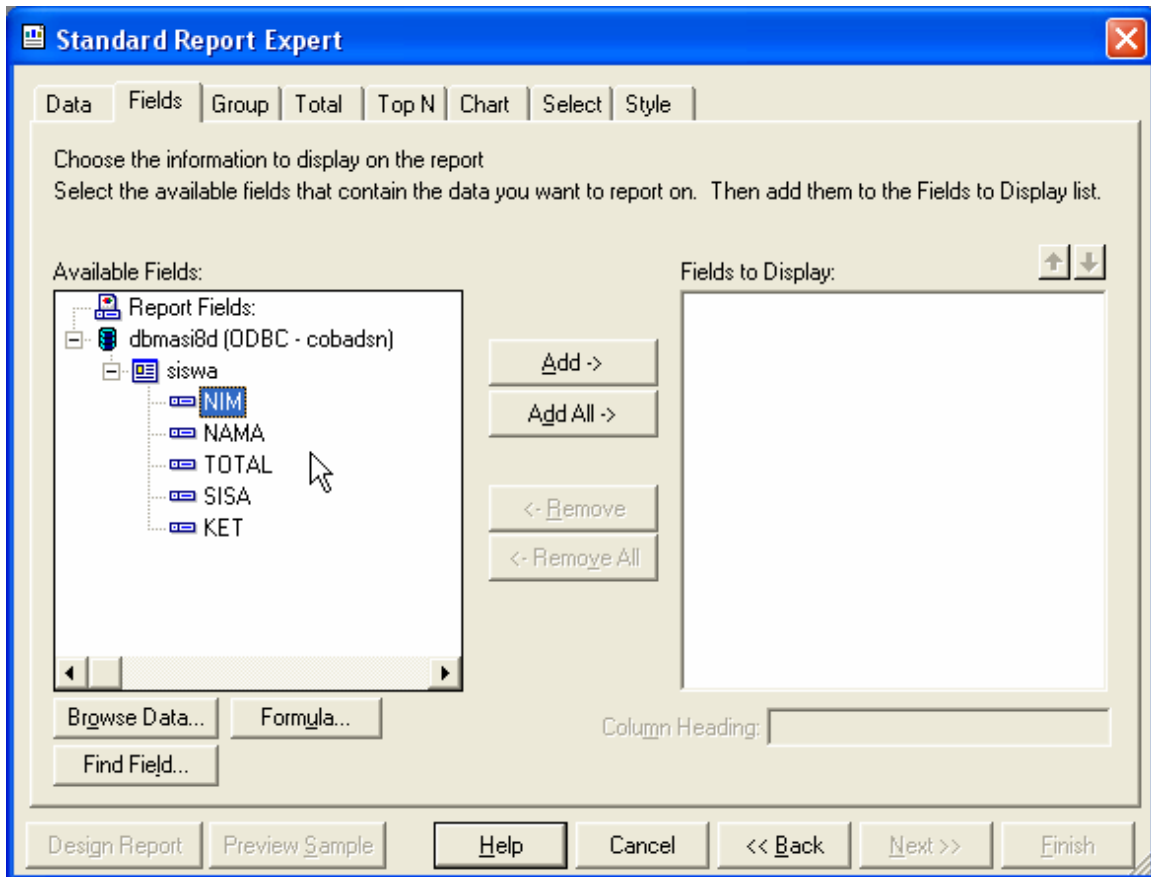 Standard Report Expert
Data Fields Group Total Top N Chart Select Style
Choose the information to display on the report
Select the available fields that contain the data you want to report on. Then add them to the Fields to Display list.
Available Fields:
Fields to Display:
Report Fields:
dbmasi8d (ODBC - cobadsn)
siswa
NIM
NAMA
TOTAL
SISA
KET
Add ->
Add All ->
<- Remove
<- Remove All
Browse Data... Formula...
Find Field...
Column Heading:
Design Report Preview Sample Help Cancel << Back Next >> Finish